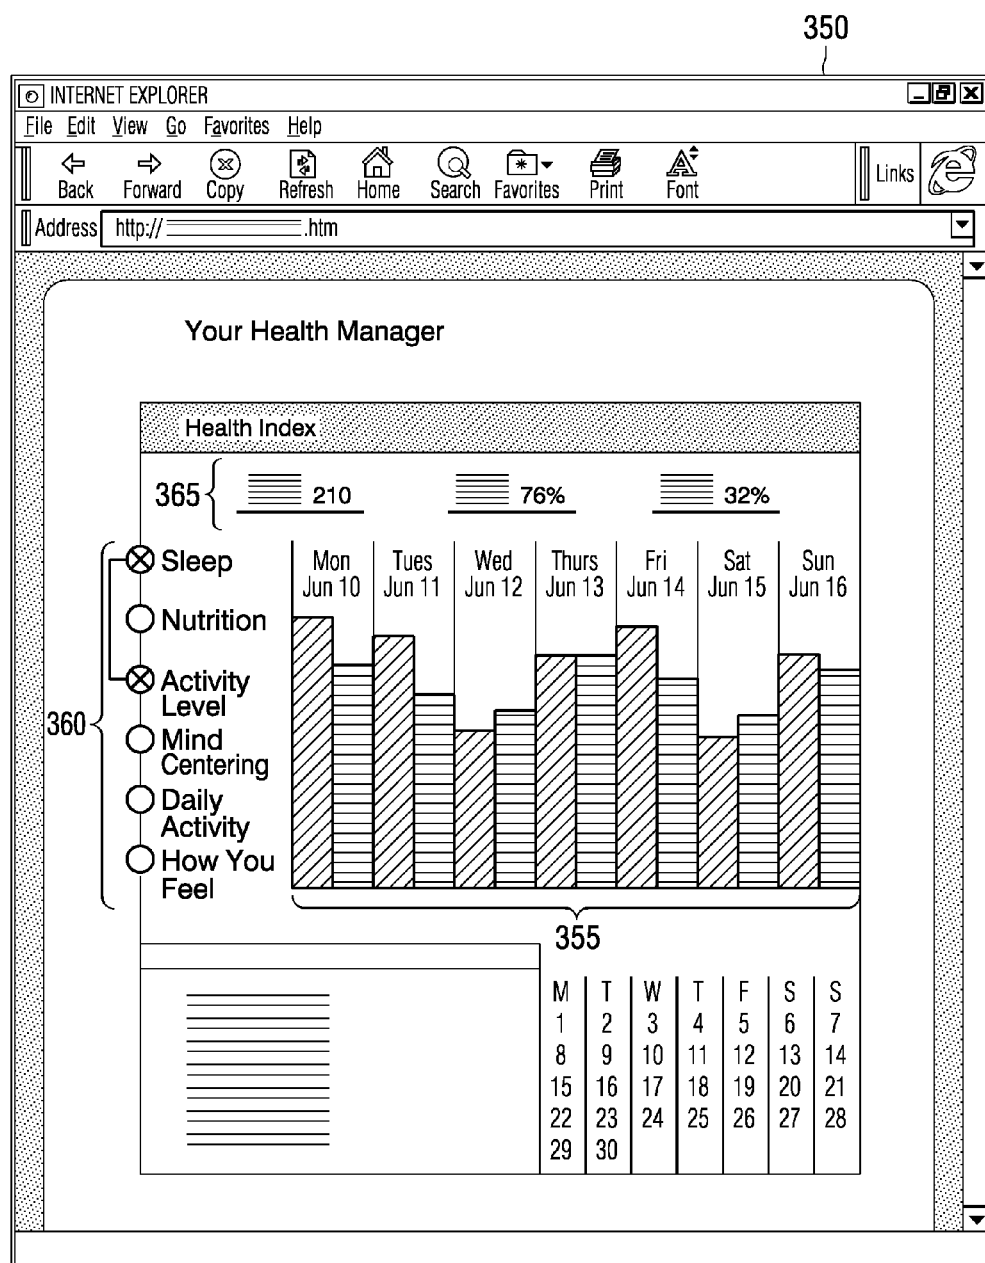 350
INTERNET EXPLORER
File Edit View Go Favorites Help
Back Forward Copy Refresh Home Search Favorites Print Font Links
Address http:// .htm
Your Health Manager
Health Index
365 210 76% 32%
360
Sleep
Nutrition
Activity
Level
Mind
Centering
Daily
Activity
How You
Feel
Mon Tues Wed Thurs Fri Sat Sun
Jun 10 Jun 11 Jun 12 Jun 13 Jun 14 Jun 15 Jun 16
355
M T W T F S S
1 2 3 4 5 6 7
8 9 10 11 12 13 14
15 16 17 18 19 20 21
22 23 24 25 26 27 28
29 30